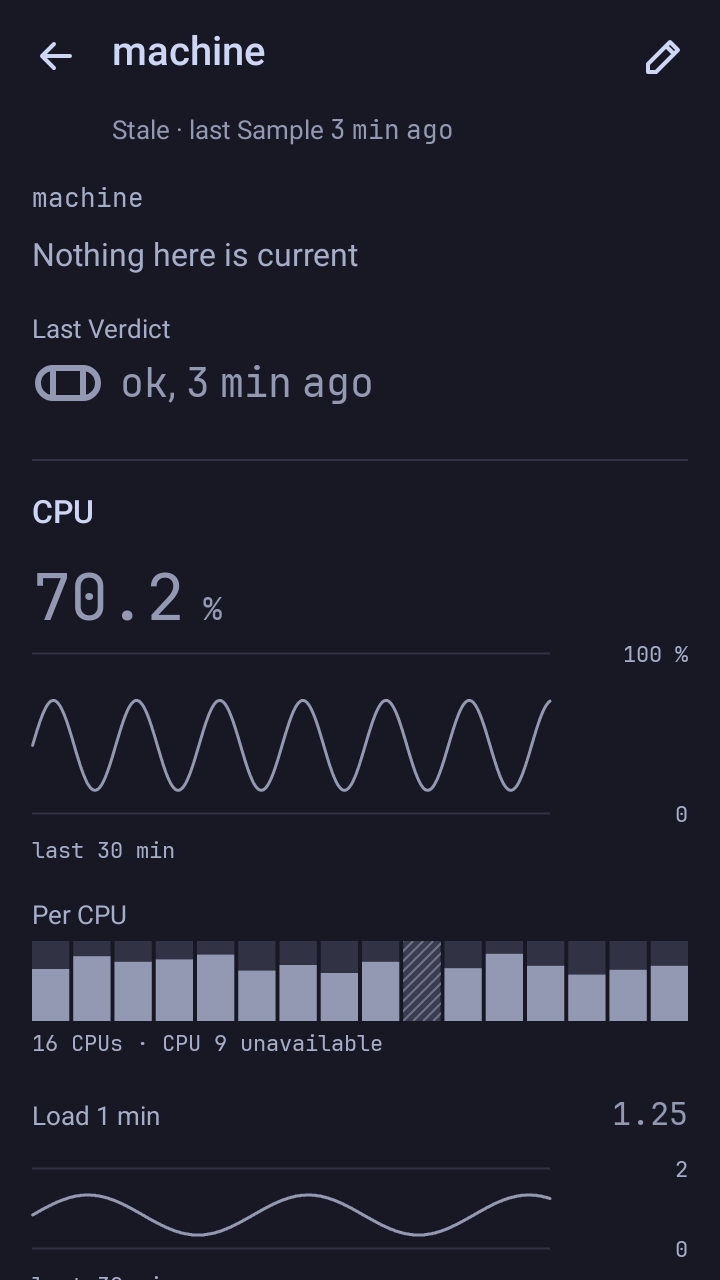 machine
Stale · last Sample 3 min ago
machine
Nothing here is current
Last Verdict
ok, 3 min ago
CPU
70.2 %
100 %
0
last 30 min
Per CPU
16 CPUs · CPU 9 unavailable
Load 1 min
1.25
2
0